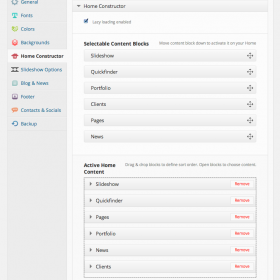 General
Fonts
Colors
Backgrounds
Home Constructor
Slideshow Options
Blog & News
Footer
Contacts & Socials
Backup
Home Constructor
Lazy loading enabled
Selectable Content Blocks
Move content block down to activate it on your Home
Slideshow
Quickfinder
Portfolio
Clients
Pages
News
Active Home Content
Drag & drop blocks to define sort order. Open blocks to choose content
Slideshow Remove
Quickfinder Remove
Pages Remove
Portfolio Remove
News Remove
Clients Remove